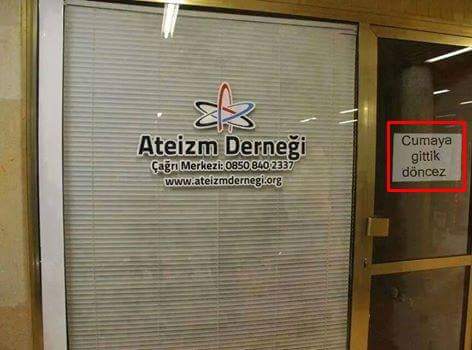 Ateizm Derneği
Çağrı Merkezi: 0850 840 2337
www.ateizmdernegi.org
Cumaya
gittik
döncez